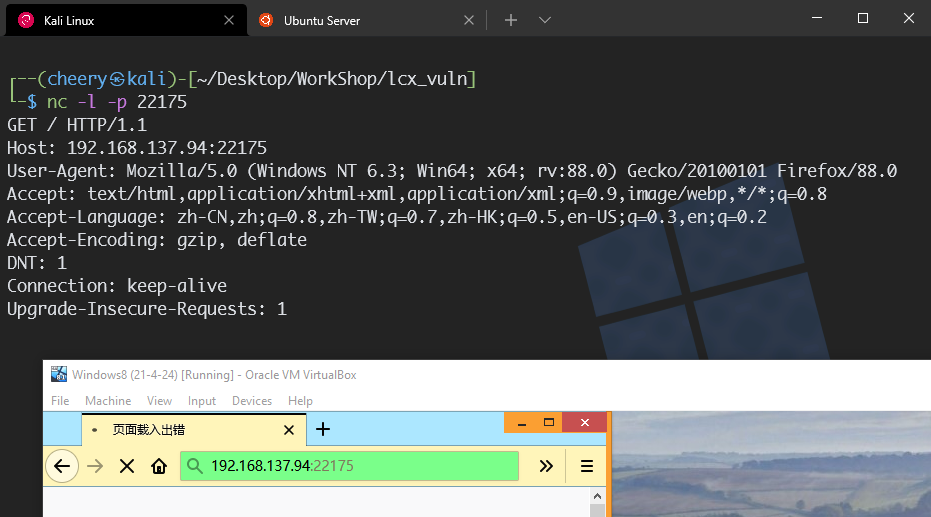 Kali Linux
Ubuntu Server
┌──(cheery㉿kali)-[~/Desktop/WorkShop/lcx_vuln]
└─$ nc -l -p 22175
GET / HTTP/1.1
Host: 192.168.137.94:22175
User-Agent: Mozilla/5.0 (Windows NT 6.3; Win64; x64; rv:88.0) Gecko/20100101 Firefox/88.0
Accept: text/html,application/xhtml+xml,application/xml;q=0.9,image/webp,*/*;q=0.8
Accept-Language: zh-CN,zh;q=0.8,zh-TW;q=0.7,zh-HK;q=0.5,en-US;q=0.3,en;q=0.2
Accept-Encoding: gzip, deflate
DNT: 1
Connection: keep-alive
Upgrade-Insecure-Requests: 1
Windows8 (21-4-24) [Running] - Oracle VM VirtualBox
File Machine View Input Devices Help
页面载入出错
192.168.137.94:22175